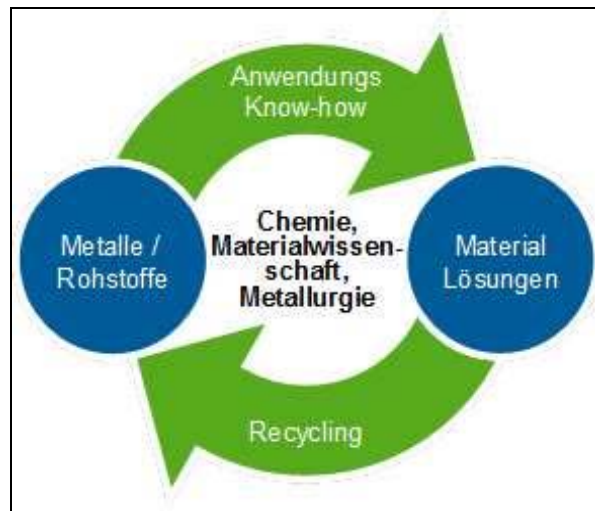 Anwendungs
Know-how
Metalle /
Rohstoffe
Chemie,
Materialwissen-
schaft,
Metallurgie
Material
Lösungen
Recycling